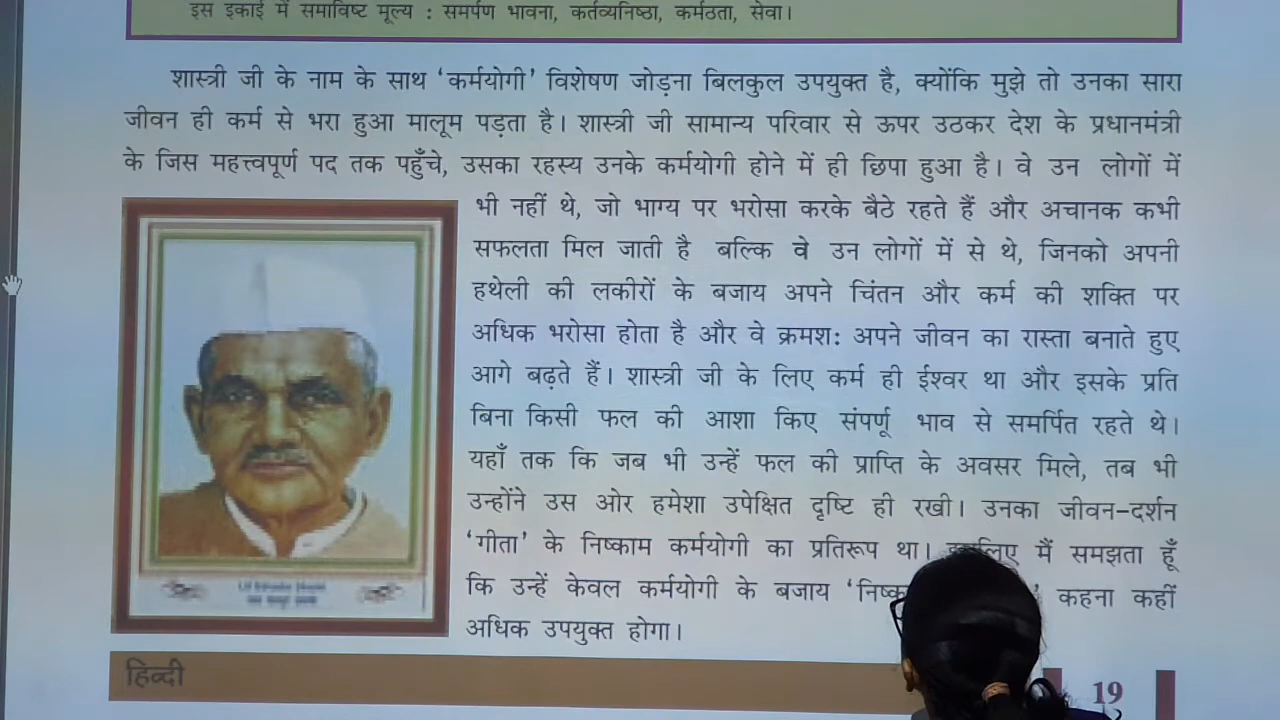 इस इकाई में समाविष्ट मूल्य : समर्पण भावना, कर्तव्यनिष्ठा, कर्मठता, सेवा।
शास्त्री जी के नाम के साथ ‘कर्मयोगी’ विशेषण जोड़ना बिलकुल उपयुक्त है, क्योंकि मुझे तो उनका सारा
जीवन ही कर्म से भरा हुआ मालूम पड़ता है। शास्त्री जी सामान्य परिवार से ऊपर उठकर देश के प्रधानमंत्री
के जिस महत्त्वपूर्ण पद तक पहुँचे, उसका रहस्य उनके कर्मयोगी होने में ही छिपा हुआ है। वे उन लोगों में
भी नहीं थे, जो भाग्य पर भरोसा करके बैठे रहते हैं और अचानक कभी
सफलता मिल जाती है बल्कि वे उन लोगों में से थे, जिनको अपनी
हथेली की लकीरों के बजाय अपने चिंतन और कर्म की शक्ति पर
अधिक भरोसा होता है और वे क्रमशः अपने जीवन का रास्ता बनाते हुए
आगे बढ़ते हैं। शास्त्री जी के लिए कर्म ही ईश्वर था और इसके प्रति
बिना किसी फल की आशा किए संपूर्ण भाव से समर्पित रहते थे।
यहाँ तक कि जब भी उन्हें फल की प्राप्ति के अवसर मिले, तब भी
उन्होंने उस ओर हमेशा उपेक्षित दृष्टि ही रखी। उनका जीवन-दर्शन
‘गीता’ के निष्काम कर्मयोगी का प्रतिरूप था। मैं समझता हूँ
कि उन्हें केवल कर्मयोगी के बजाय कहना कहीं
अधिक उपयुक्त होगा।
हिन्दी 19